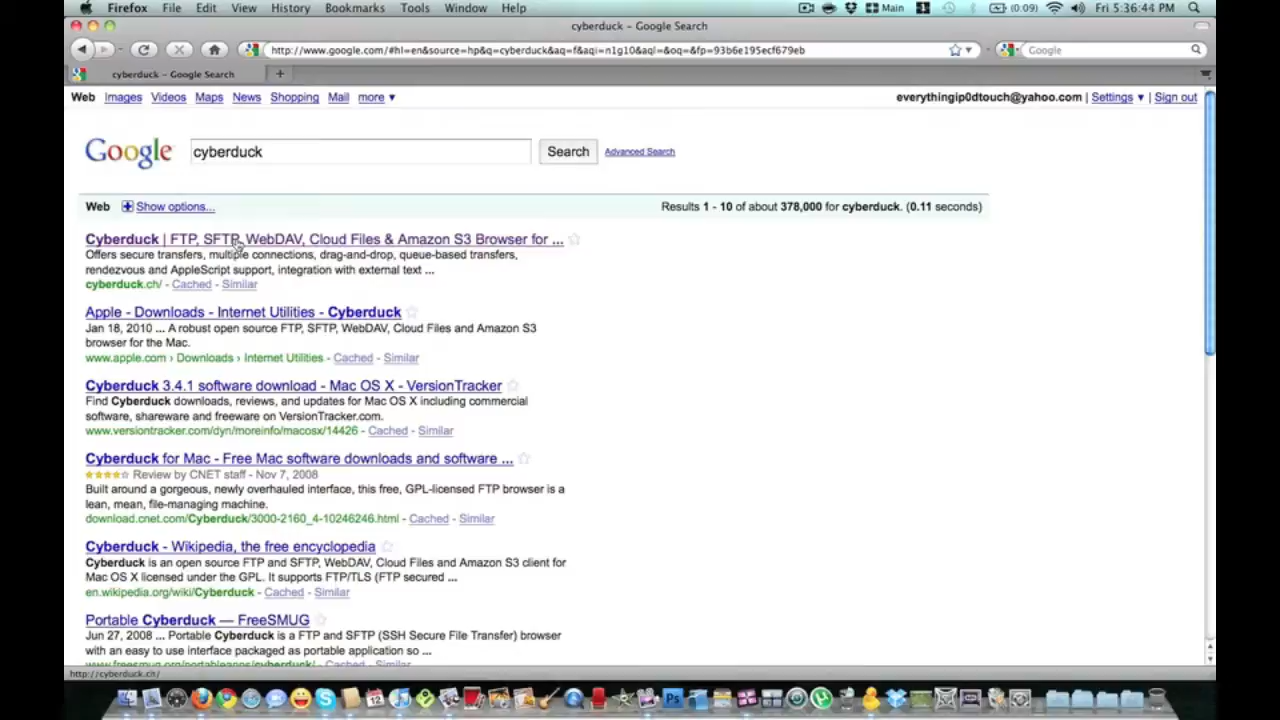 Firefox File Edit View History Bookmarks Tools Window Help Main (0:09) Fri 5:36:44 PM
cyberduck – Google Search
http://www.google.com/#hl=en&source=hp&q=cyberduck&aq=f&aqi=n1g10&aql=&oq=&fp=93b6e195ecf679eb Google
cyberduck – Google Search
Web Images Videos Maps News Shopping Mail more ▼ everythingip0dtouch@yahoo.com | Settings ▼ | Sign out
Google cyberduck Search Advanced Search
Web Show options... Results 1 - 10 of about 378,000 for cyberduck. (0.11 seconds)
Cyberduck | FTP, SFTP, WebDAV, Cloud Files & Amazon S3 Browser for ...
Offers secure transfers, multiple connections, drag-and-drop, queue-based transfers,
rendezvous and AppleScript support, integration with external text ...
cyberduck.ch/ - Cached - Similar
Apple - Downloads - Internet Utilities - Cyberduck
Jan 18, 2010 ... A robust open source FTP, SFTP, WebDAV, Cloud Files and Amazon S3
browser for the Mac.
www.apple.com › Downloads › Internet Utilities - Cached - Similar
Cyberduck 3.4.1 software download - Mac OS X - VersionTracker
Find Cyberduck downloads, reviews, and updates for Mac OS X including commercial
software, shareware and freeware on VersionTracker.com.
www.versiontracker.com/dyn/moreinfo/macosx/14426 - Cached - Similar
Cyberduck for Mac - Free Mac software downloads and software ...
Review by CNET staff - Nov 7, 2008
Built around a gorgeous, newly overhauled interface, this free, GPL-licensed FTP browser is a
lean, mean, file-managing machine.
download.cnet.com/Cyberduck/3000-2160_4-10246246.html - Cached - Similar
Cyberduck - Wikipedia, the free encyclopedia
Cyberduck is an open source FTP and SFTP, WebDAV, Cloud Files and Amazon S3 client for
Mac OS X licensed under the GPL. It supports FTP/TLS (FTP secured ...
en.wikipedia.org/wiki/Cyberduck - Cached - Similar
Portable Cyberduck — FreeSMUG
Jun 27, 2008 ... Portable Cyberduck is a FTP and SFTP (SSH Secure File Transfer) browser
with an easy to use interface packaged as portable application so ...
www.freesmug.org/portableapps/cyberduck/ - Cached - Similar
http://cyberduck.ch/